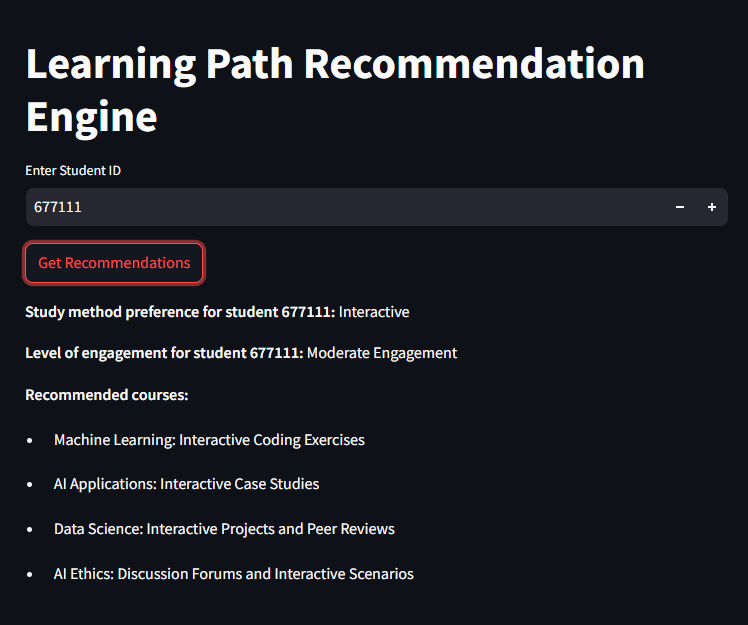 Learning Path Recommendation
Engine
Enter Student ID
677111
− +
Get Recommendations
Study method preference for student 677111: Interactive
Level of engagement for student 677111: Moderate Engagement
Recommended courses:
• Machine Learning: Interactive Coding Exercises
• AI Applications: Interactive Case Studies
• Data Science: Interactive Projects and Peer Reviews
• AI Ethics: Discussion Forums and Interactive Scenarios